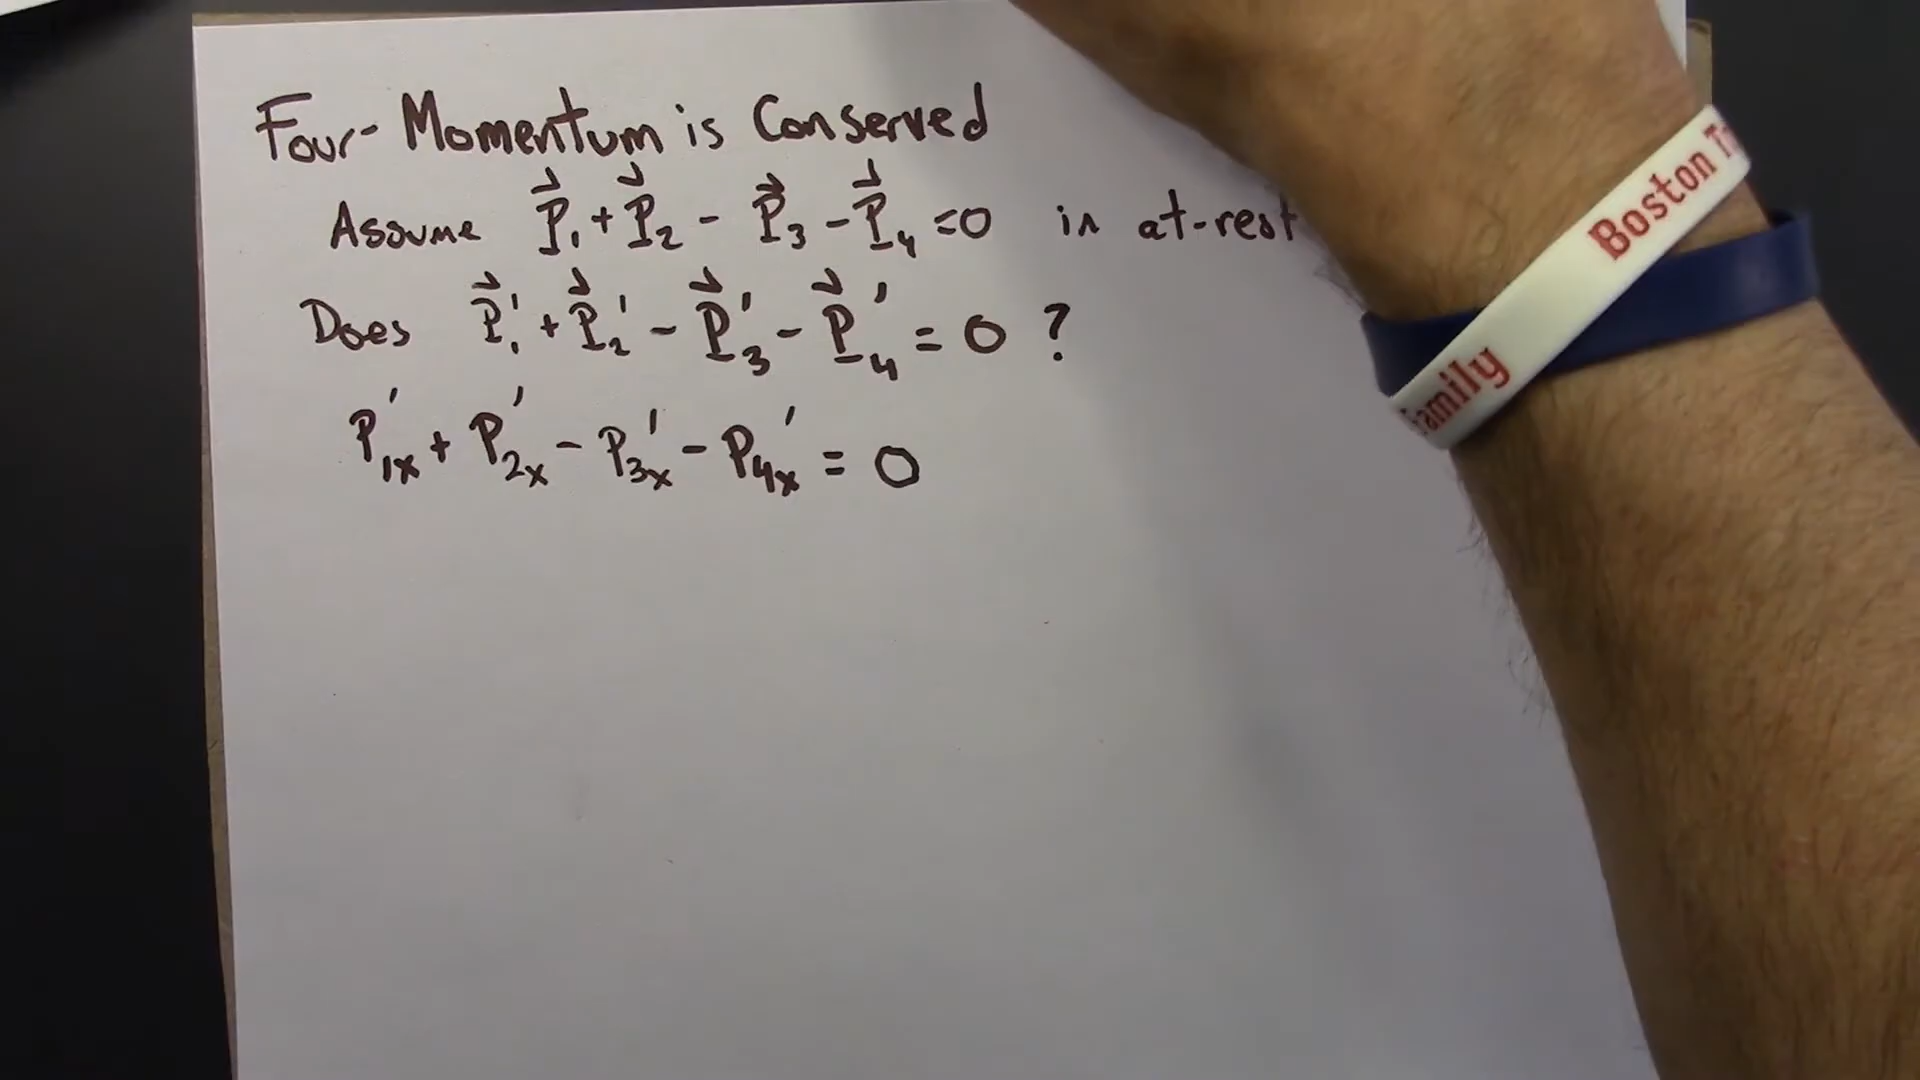 Four-Momentum is Conserved
Assume P⃗₁ + P⃗₂ - P⃗₃ - P⃗₄ = 0 in at-rest
Does P⃗₁' + P⃗₂' - P⃗₃' - P⃗₄' = 0 ?
P'₁ₓ + P'₂ₓ - P'₃ₓ - P'₄ₓ = 0
Boston
Family